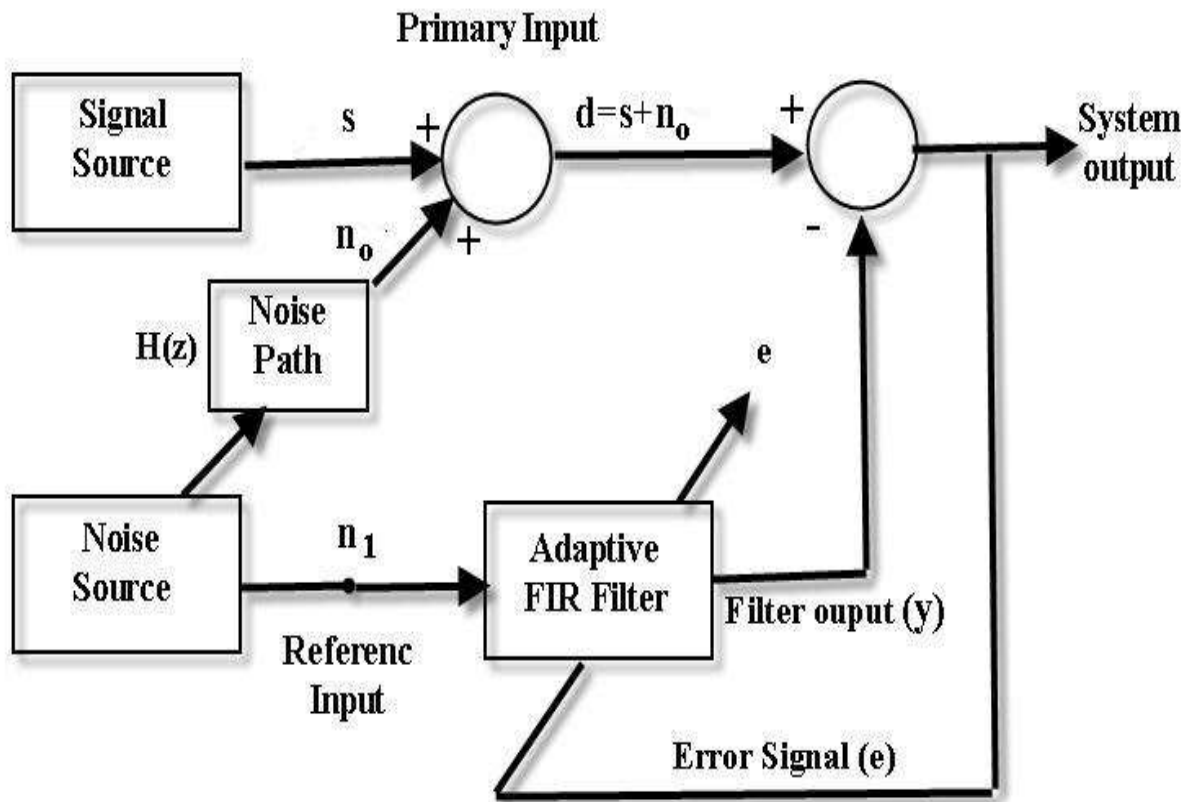 Primary Input
Signal
Source
s
+
d=s+nₒ
+
System
output
nₒ
+
-
H(z)
Noise
Path
e
Noise
Source
n₁
Adaptive
FIR Filter
Filter ouput (y)
Referenc
Input
Error Signal (e)